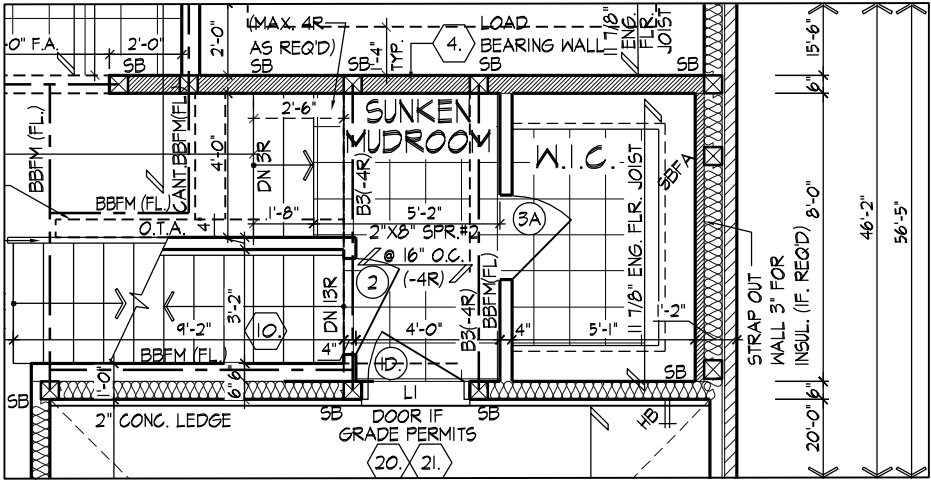 -0" F.A.
2'-0"
SB
2'-0"
(MAX. 4R
AS REQ'D)
SB
1'-4"
TYP.
SB
4.
LOAD
BEARING WALL
SB
11 7/8"
ENG.
FLR.
JOIST
SB
15'-6"
6"
BBFM (FL.)
CANT.BBFM(FL
4'-0"
2'-6"
DN 3R
SUNKEN
MUDROOM
W.I.C.
11 7/8" ENG. FLR. JOIST
SBFA
8'-0"
46'-2"
56'-5"
BBFM (FL.)
O.T.A.
4"
1'-8"
B3(-4R)
5'-2"
2"X8" SPR.#2
@ 16" O.C.
(-4R)
3A
2
9'-2"
3'-2"
10.
DN 13R
4"
4'-0"
B3(-4R)
BBFM(FL)
4"
5'-1"
1'-2"
STRAP OUT
WALL 3" FOR
INSUL. (IF. REQ'D)
BBFM (FL.)
1D.
SB
SB
1'-0"
6"
6"
2" CONC. LEDGE
SB
L1
SB
DOOR IF
GRADE PERMITS
20.
21.
HB
6"
20'-0"